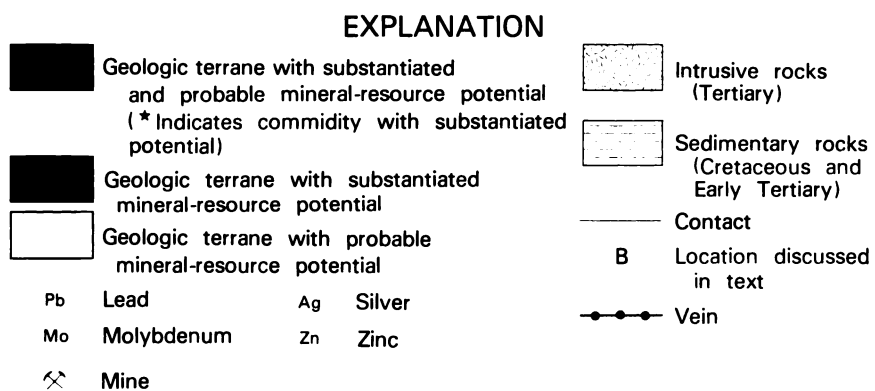 EXPLANATION
Geologic terrane with substantiated
and probable mineral-resource potential
(*Indicates commidity with substantiated
potential)
Geologic terrane with substantiated
mineral-resource potential
Geologic terrane with probable
mineral-resource potential
Pb Lead
Ag Silver
Mo Molybdenum
Zn Zinc
Mine
Intrusive rocks
(Tertiary)
Sedimentary rocks
(Cretaceous and
Early Tertiary)
Contact
B Location discussed
in text
Vein